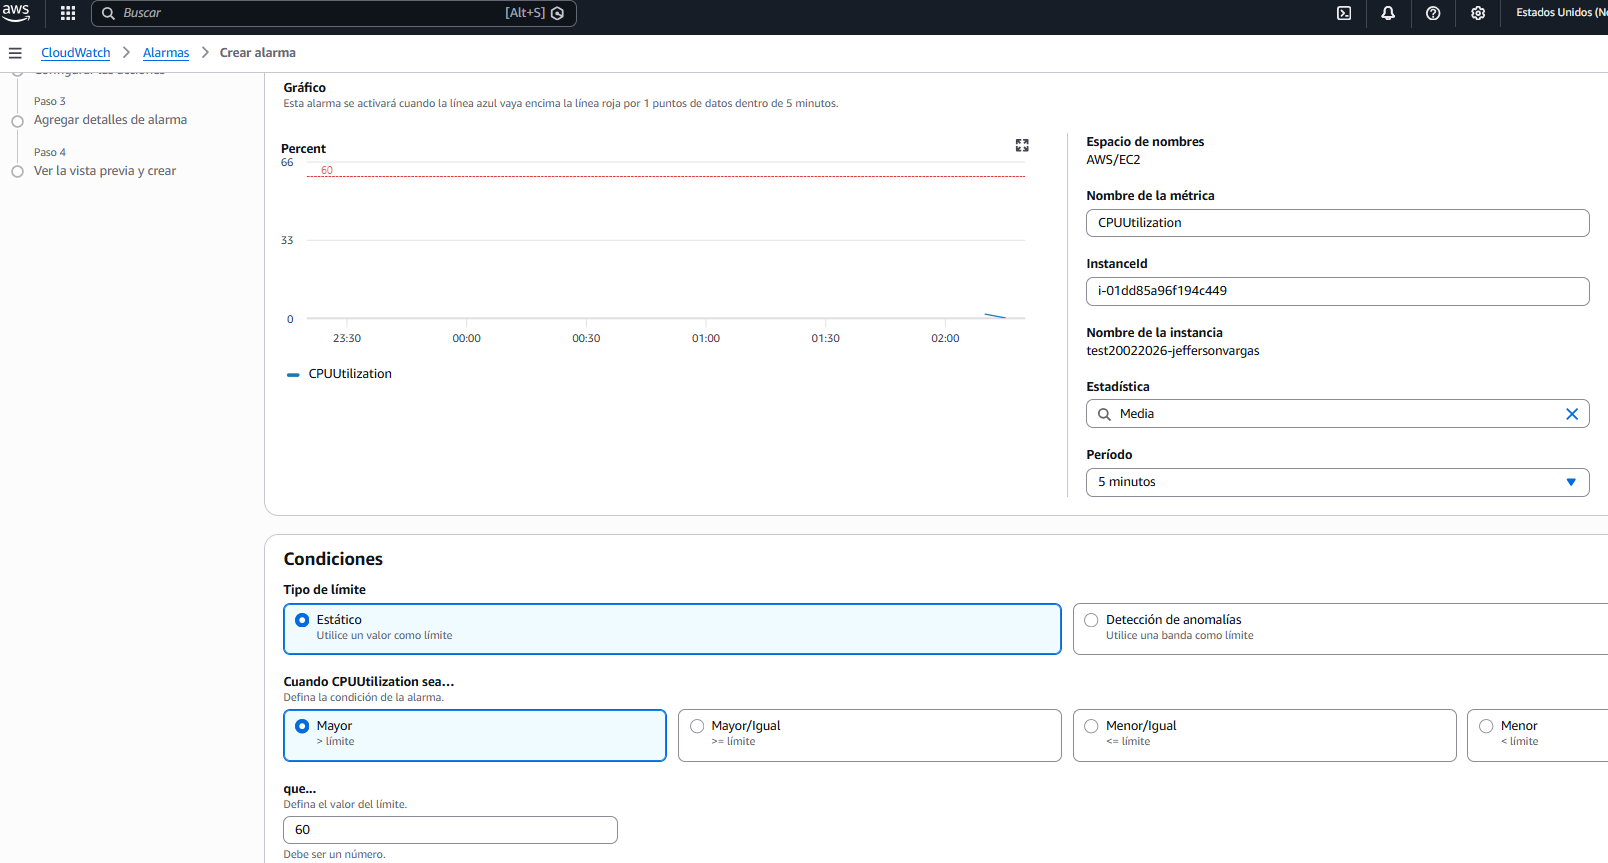 aws
Buscar
[Alt+S]
Estados Unidos (No
CloudWatch
Alarmas
Crear alarma
Configurar las acciones
Paso 3
Agregar detalles de alarma
Paso 4
Ver la vista previa y crear
Gráfico
Esta alarma se activará cuando la línea azul vaya encima la línea roja por 1 puntos de datos dentro de 5 minutos.
Percent
66
60
33
0
23:30
00:00
00:30
01:00
01:30
02:00
CPUUtilization
Espacio de nombres
AWS/EC2
Nombre de la métrica
CPUUtilization
InstanceId
i-01dd85a96f194c449
Nombre de la instancia
test20022026-jeffersonvargas
Estadística
Media
Período
5 minutos
Condiciones
Tipo de límite
Estático
Utilice un valor como límite
Detección de anomalías
Utilice una banda como límite
Cuando CPUUtilization sea...
Defina la condición de la alarma.
Mayor
> límite
Mayor/Igual
>= límite
Menor/Igual
<= límite
Menor
< límite
que...
Defina el valor del límite.
60
Debe ser un número.